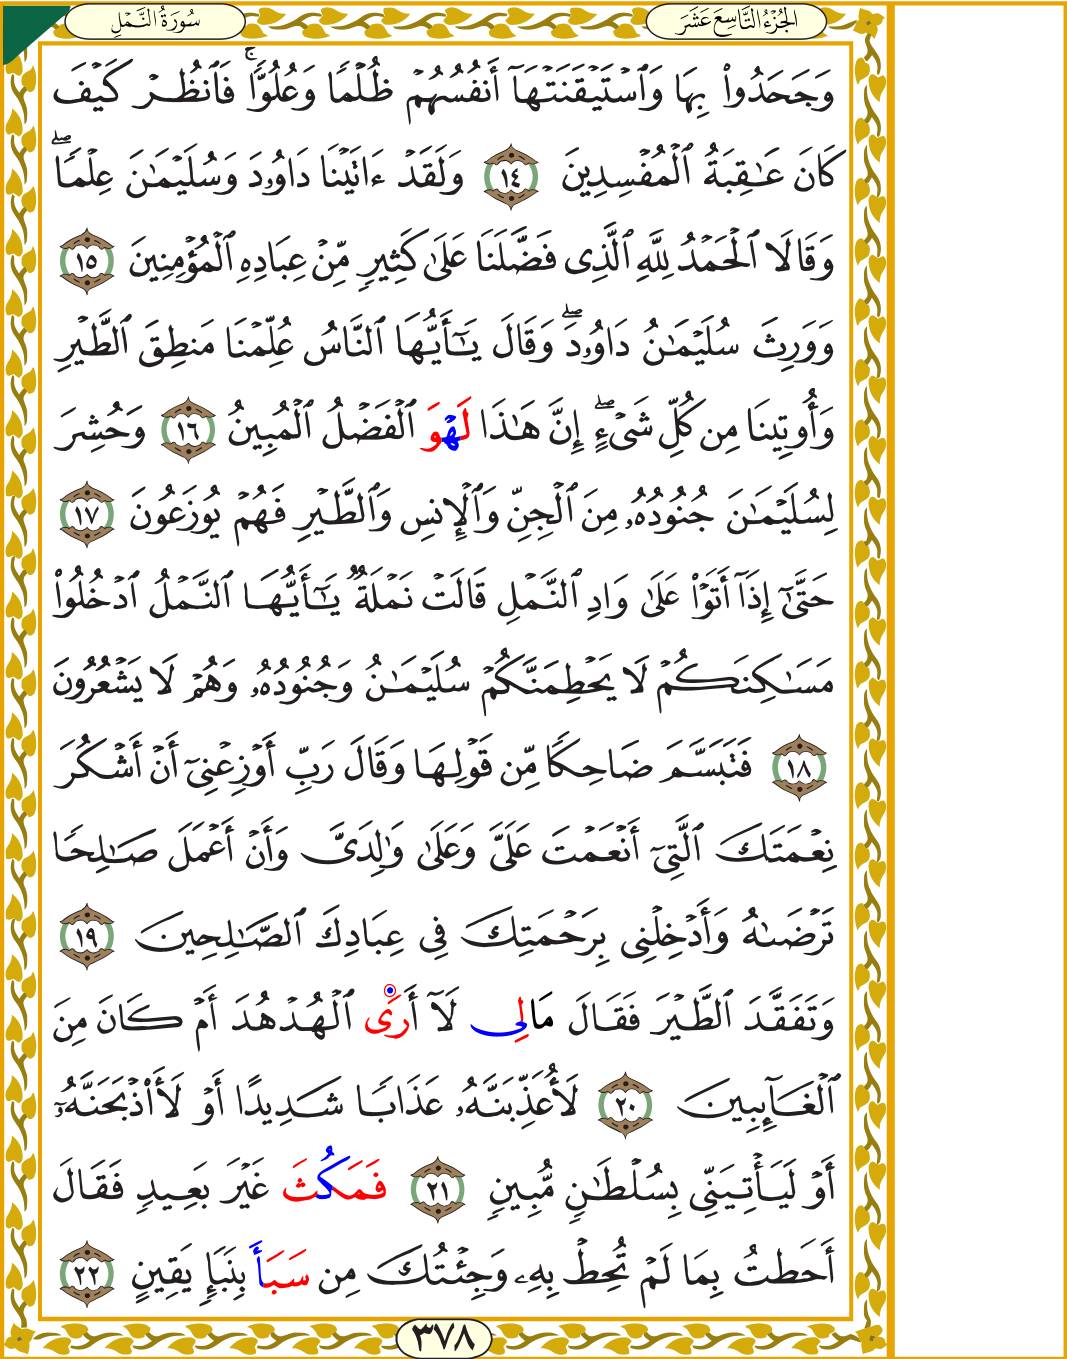 سُورَةُ النَّمْلِ
الجُزْءُ التَّاسِعَ عَشَرَ
وَجَحَدُوا۟ بِهَا وَٱسْتَيْقَنَتْهَآ أَنفُسُهُمْ ظُلْمًا وَعُلُوًّا ۚ فَٱنظُرْ كَيْفَ
كَانَ عَـٰقِبَةُ ٱلْمُفْسِدِينَ ١٤ وَلَقَدْ ءَاتَيْنَا دَاوُۥدَ وَسُلَيْمَـٰنَ عِلْمًا ۖ
وَقَالَا ٱلْحَمْدُ لِلَّهِ ٱلَّذِى فَضَّلَنَا عَلَىٰ كَثِيرٍ مِّنْ عِبَادِهِ ٱلْمُؤْمِنِينَ ١٥
وَوَرِثَ سُلَيْمَـٰنُ دَاوُۥدَ ۖ وَقَالَ يَـٰٓأَيُّهَا ٱلنَّاسُ عُلِّمْنَا مَنطِقَ ٱلطَّيْرِ
وَأُوتِينَا مِن كُلِّ شَىْءٍ ۖ إِنَّ هَـٰذَا لَهْوَ ٱلْفَضْلُ ٱلْمُبِينُ ١٦ وَحُشِرَ
لِسُلَيْمَـٰنَ جُنُودُهُۥ مِنَ ٱلْجِنِّ وَٱلْإِنسِ وَٱلطَّيْرِ فَهُمْ يُوزَعُونَ ١٧
حَتَّىٰٓ إِذَآ أَتَوْا۟ عَلَىٰ وَادِ ٱلنَّمْلِ قَالَتْ نَمْلَةٌ يَـٰٓأَيُّهَا ٱلنَّمْلُ ٱدْخُلُوا۟
مَسَـٰكِنَكُمْ لَا يَحْطِمَنَّكُمْ سُلَيْمَـٰنُ وَجُنُودُهُۥ وَهُمْ لَا يَشْعُرُونَ
١٨ فَتَبَسَّمَ ضَاحِكًا مِّن قَوْلِهَا وَقَالَ رَبِّ أَوْزِعْنِىٓ أَنْ أَشْكُرَ
نِعْمَتَكَ ٱلَّتِىٓ أَنْعَمْتَ عَلَىَّ وَعَلَىٰ وَٰلِدَىَّ وَأَنْ أَعْمَلَ صَـٰلِحًا
تَرْضَىٰهُ وَأَدْخِلْنِى بِرَحْمَتِكَ فِى عِبَادِكَ ٱلصَّـٰلِحِينَ ١٩
وَتَفَقَّدَ ٱلطَّيْرَ فَقَالَ مَالِى لَآ أَرَى ٱلْهُدْهُدَ أَمْ كَانَ مِنَ
ٱلْغَآئِبِينَ ٢٠ لَأُعَذِّبَنَّهُۥ عَذَابًا شَدِيدًا أَوْ لَأَا۟ذْبَحَنَّهُۥٓ
أَوْ لَيَأْتِيَنِّى بِسُلْطَـٰنٍ مُّبِينٍ ٢١ فَمَكُثَ غَيْرَ بَعِيدٍ فَقَالَ
أَحَطتُ بِمَا لَمْ تُحِطْ بِهِۦ وَجِئْتُكَ مِن سَبَأَ بِنَبَإٍ يَقِينٍ ٢٢
٣٧٨